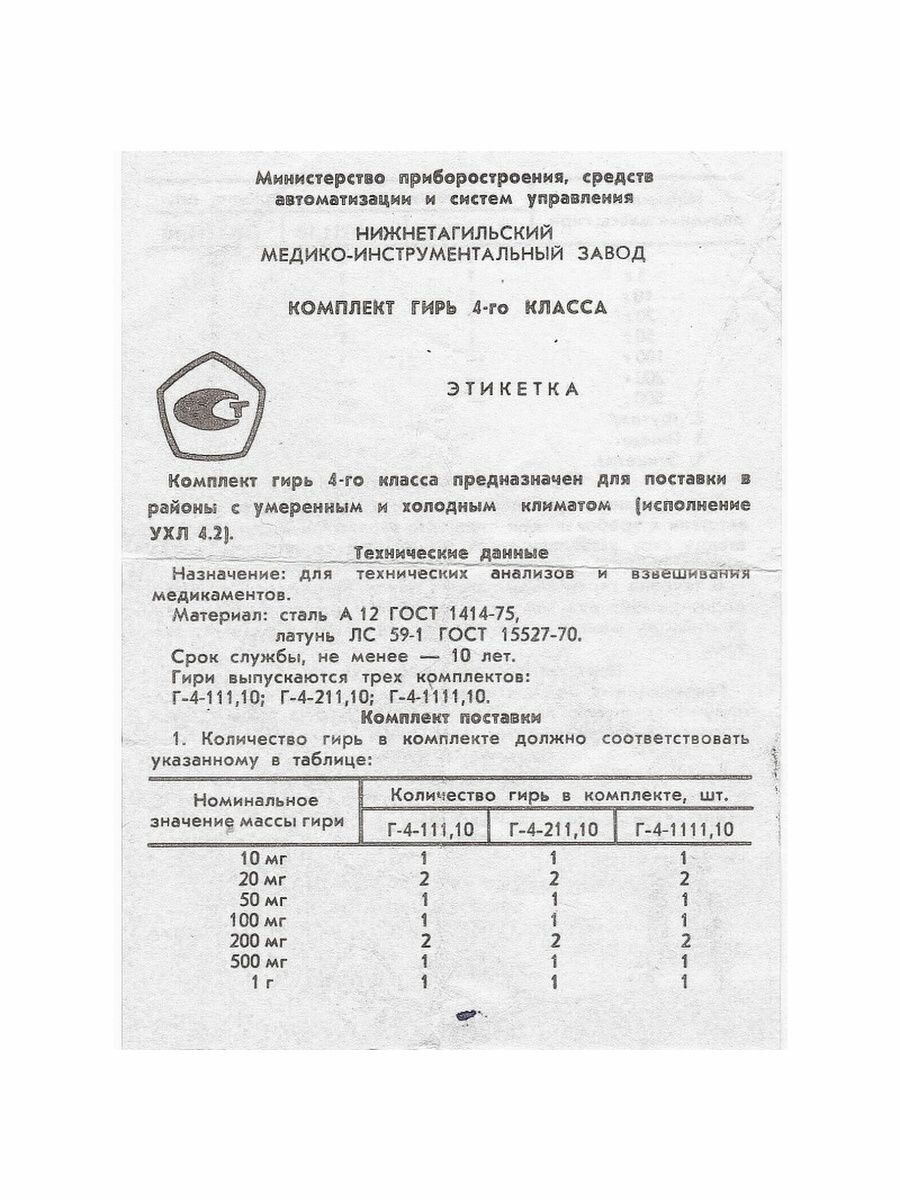 Министерство приборостроения, средств
автоматизации и систем управления
НИЖНЕТАГИЛЬСКИЙ
МЕДИКО-ИНСТРУМЕНТАЛЬНЫЙ ЗАВОД
КОМПЛЕКТ ГИРЬ 4-го КЛАССА
ЭТИКЕТКА
Комплект гирь 4-го класса предназначен для поставки в
районы с умеренным и холодным климатом (исполнение
УХЛ 4.2).
Технические данные
Назначение: для технических анализов и взвешивания
медикаментов.
Материал: сталь А 12 ГОСТ 1414-75,
латунь ЛС 59-1 ГОСТ 15527-70.
Срок службы, не менее — 10 лет.
Гири выпускаются трех комплектов:
Г-4-111,10; Г-4-211,10; Г-4-1111,10.
Комплект поставки
1. Количество гирь в комплекте должно соответствовать
указанному в таблице:
Номинальное значение массы гири Количество гирь в комплекте, шт.
Г-4-111,10 Г-4-211,10 Г-4-1111,10
10 мг 1 1 1
20 мг 2 2 2
50 мг 1 1 1
100 мг 1 1 1
200 мг 2 2 2
500 мг 1 1 1
1 г 1 1 1